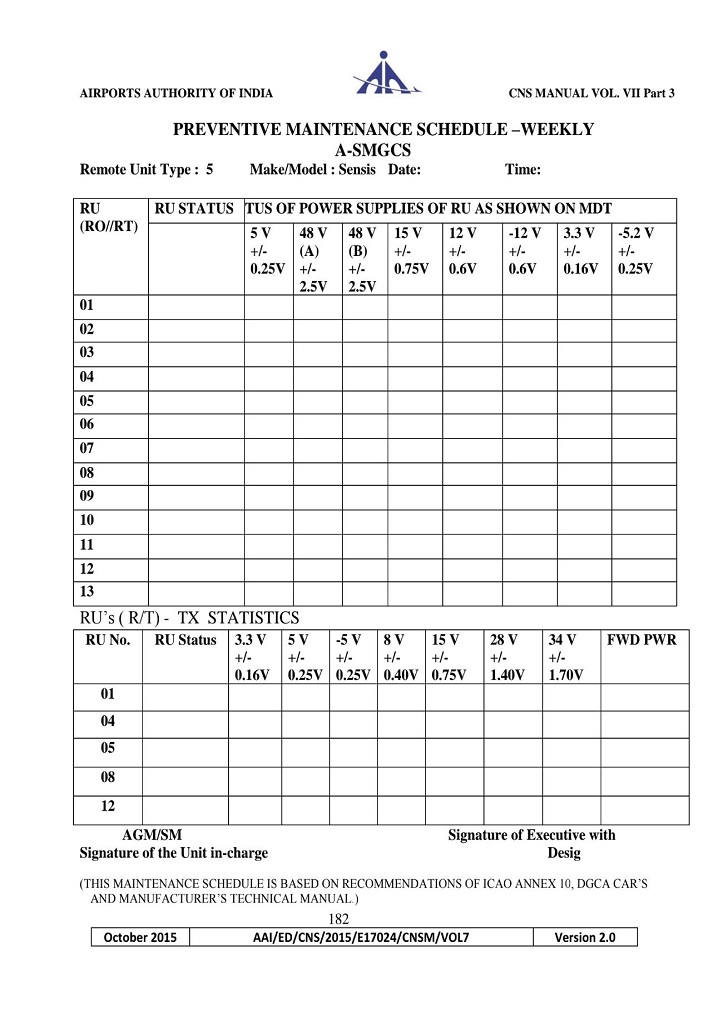 AIRPORTS AUTHORITY OF INDIA CNS MANUAL VOL. VII Part 3
PREVENTIVE MAINTENANCE SCHEDULE –WEEKLY
A-SMGCS
Remote Unit Type : 5 Make/Model : Sensis Date: Time:
RU RU STATUS TUS OF POWER SUPPLIES OF RU AS SHOWN ON MDT
(RO//RT)
5 V 48 V 48 V 15 V 12 V -12 V 3.3 V -5.2 V
+/- (A) (B) +/- +/- +/- +/- +/-
0.25V +/- +/- 0.75V 0.6V 0.6V 0.16V 0.25V
2.5V 2.5V
01
02
03
04
05
06
07
08
09
10
11
12
13
RU’s ( R/T) - TX STATISTICS
RU No. RU Status 3.3 V 5 V -5 V 8 V 15 V 28 V 34 V FWD PWR
+/- +/- +/- +/- +/- +/- +/-
0.16V 0.25V 0.25V 0.40V 0.75V 1.40V 1.70V
01
04
05
08
12
AGM/SM Signature of Executive with
Signature of the Unit in-charge Desig
(THIS MAINTENANCE SCHEDULE IS BASED ON RECOMMENDATIONS OF ICAO ANNEX 10, DGCA CAR’S
AND MANUFACTURER’S TECHNICAL MANUAL.)
182
October 2015 AAI/ED/CNS/2015/E17024/CNSM/VOL7 Version 2.0